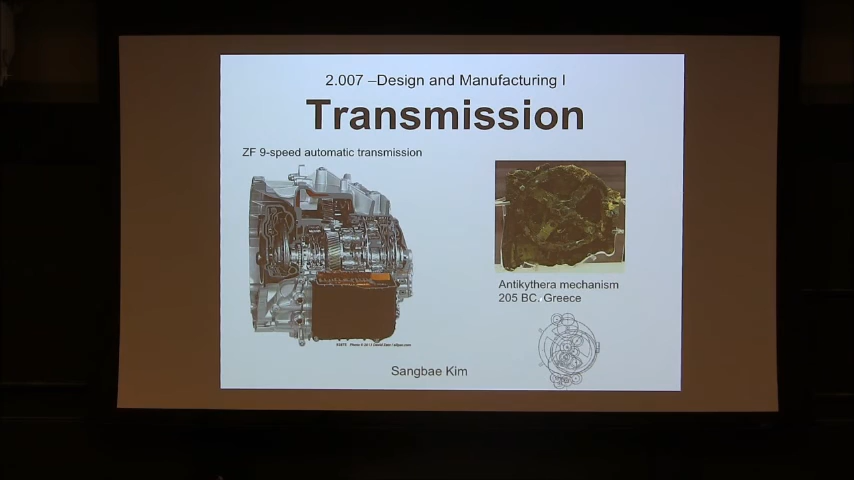 2.007 –Design and Manufacturing I
Transmission
ZF 9-speed automatic transmission
Antikythera mechanism
205 BC. Greece
Sangbae Kim